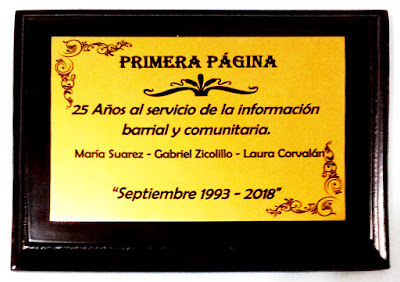 PRIMERA PÁGINA
25 Años al servicio de la información
barrial y comunitaria.
María Suarez - Gabriel Zicolillo - Laura Corvalán
“Septiembre 1993 - 2018”